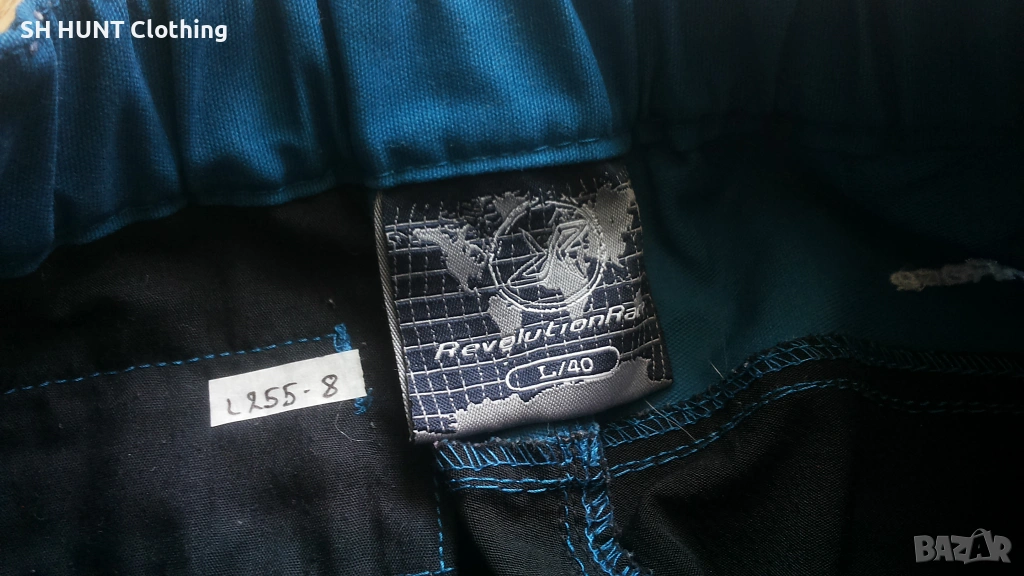 SH HUNT Clothing
RevolutionRa
L/40
L255-8
BAZAR